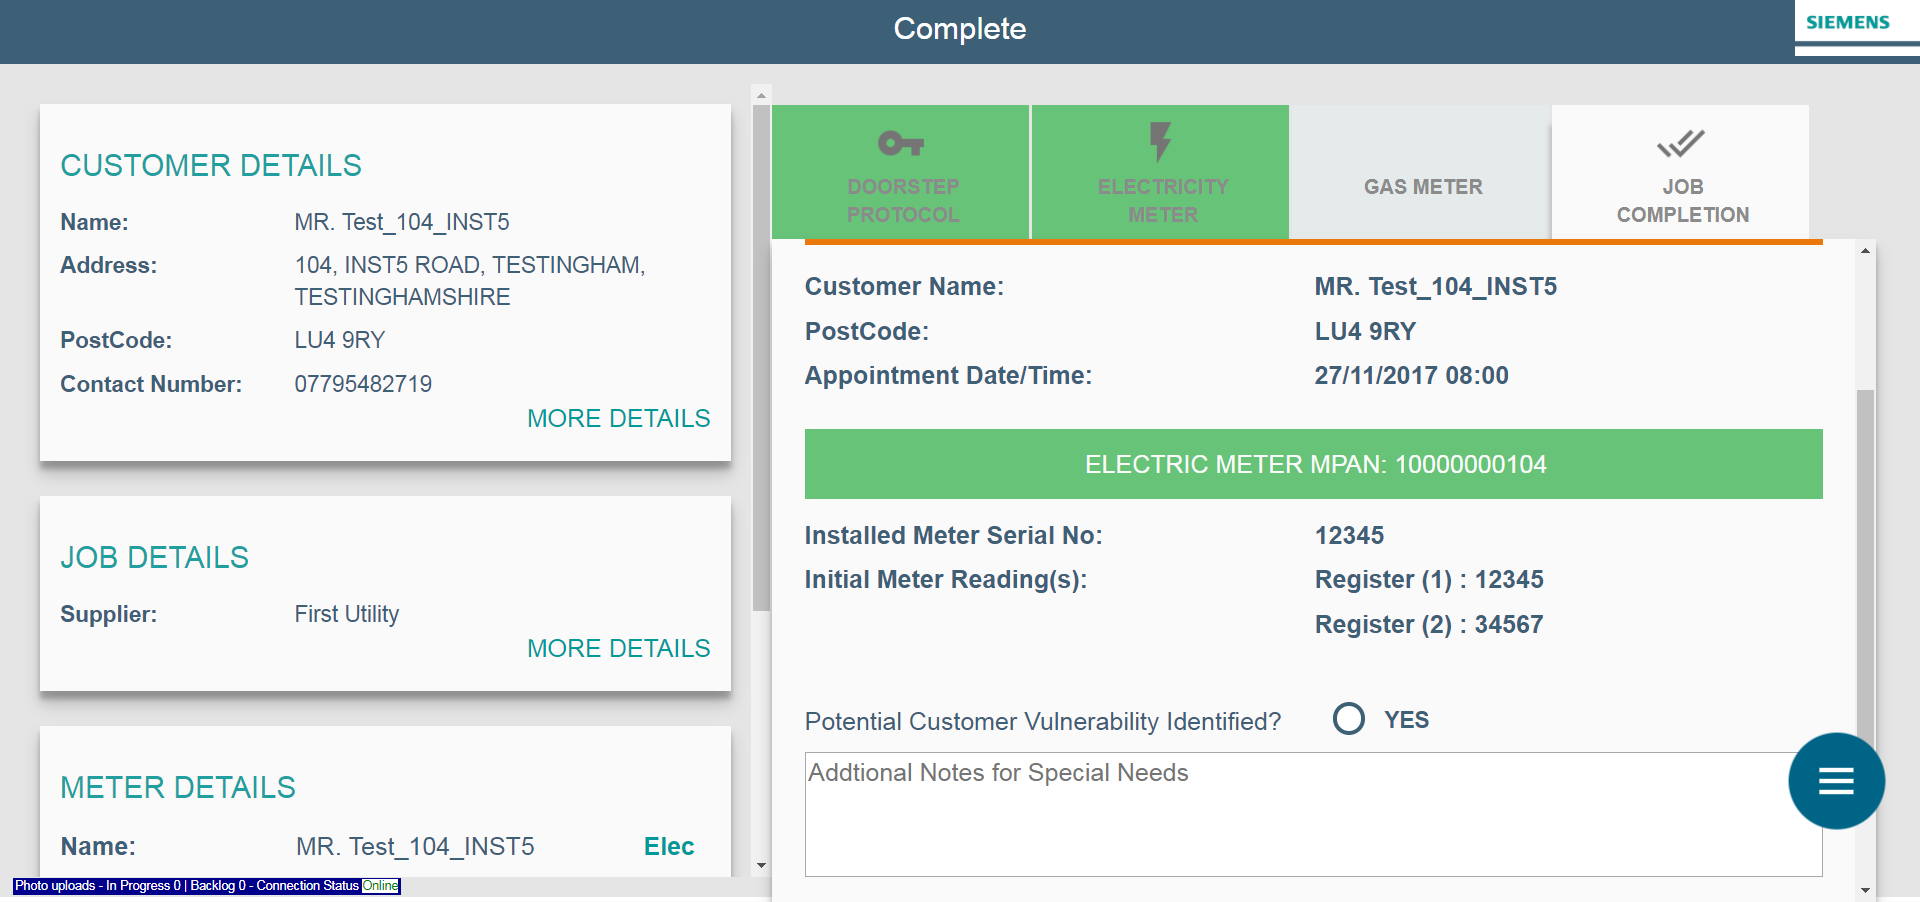 Complete
SIEMENS
CUSTOMER DETAILS
Name: MR. Test_104_INST5
Address: 104, INST5 ROAD, TESTINGHAM,
TESTINGHAMSHIRE
PostCode: LU4 9RY
Contact Number: 07795482719
MORE DETAILS
JOB DETAILS
Supplier: First Utility
MORE DETAILS
METER DETAILS
Name: MR. Test_104_INST5 Elec
Photo uploads - In Progress 0 | Backlog 0 - Connection Status Online
DOORSTEP
PROTOCOL
ELECTRICITY
METER
GAS METER
JOB
COMPLETION
Customer Name: MR. Test_104_INST5
PostCode: LU4 9RY
Appointment Date/Time: 27/11/2017 08:00
ELECTRIC METER MPAN: 10000000104
Installed Meter Serial No: 12345
Initial Meter Reading(s): Register (1) : 12345
Register (2) : 34567
Potential Customer Vulnerability Identified? YES
Addtional Notes for Special Needs